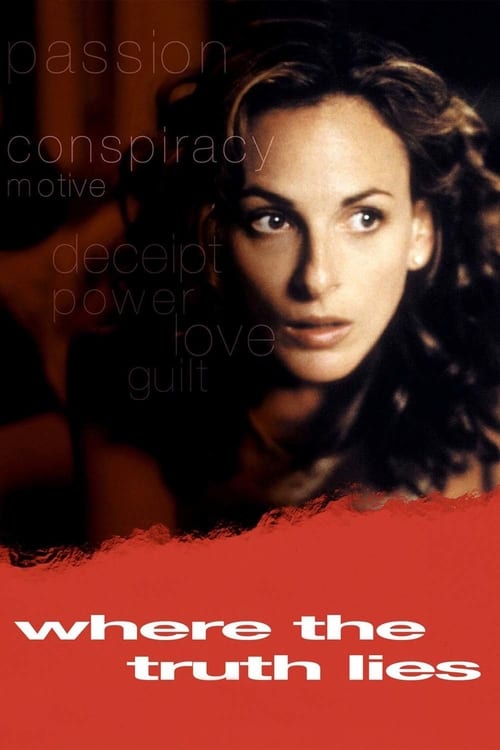 passion
conspiracy
motive
deceipt
power
love
guilt
where the
truth lies